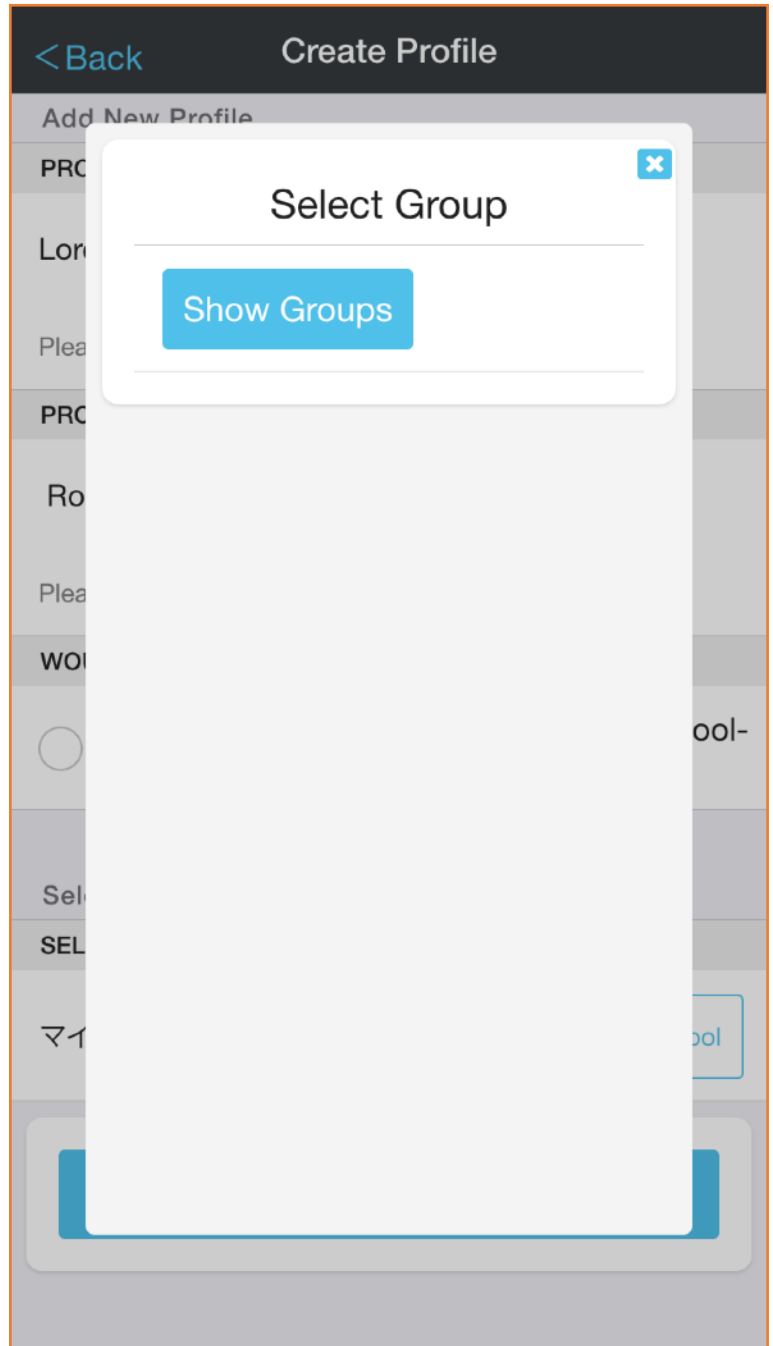 <Back
Create Profile
Add New Profile
Select Group
Show Groups
PRO
Lor
Plea
PRO
Ro
Plea
WOU
ool-
Sel
SEL
マイ
ool